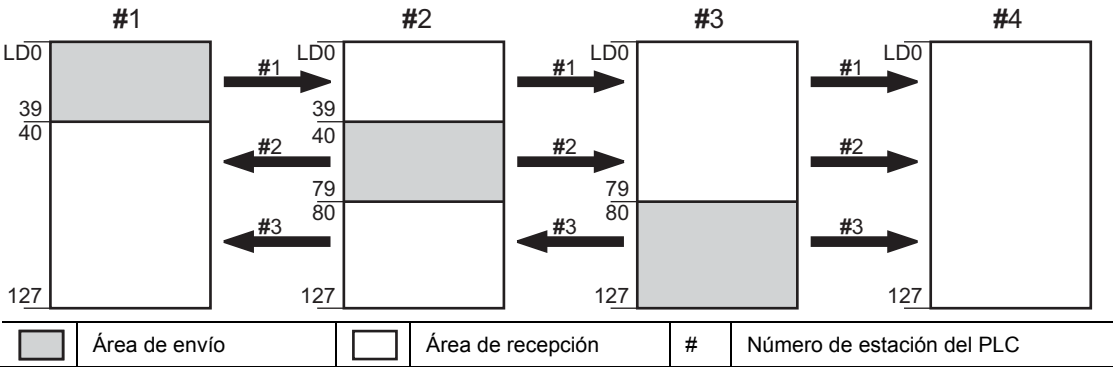 #1 #2 #3 #4
LD0 LD0 LD0 LD0
#1 #1 #1
39 39
40 40
#2 #2 #2
79 79
80 80
#3 #3 #3
127 127 127 127
Área de envío Área de recepción # Número de estación del PLC